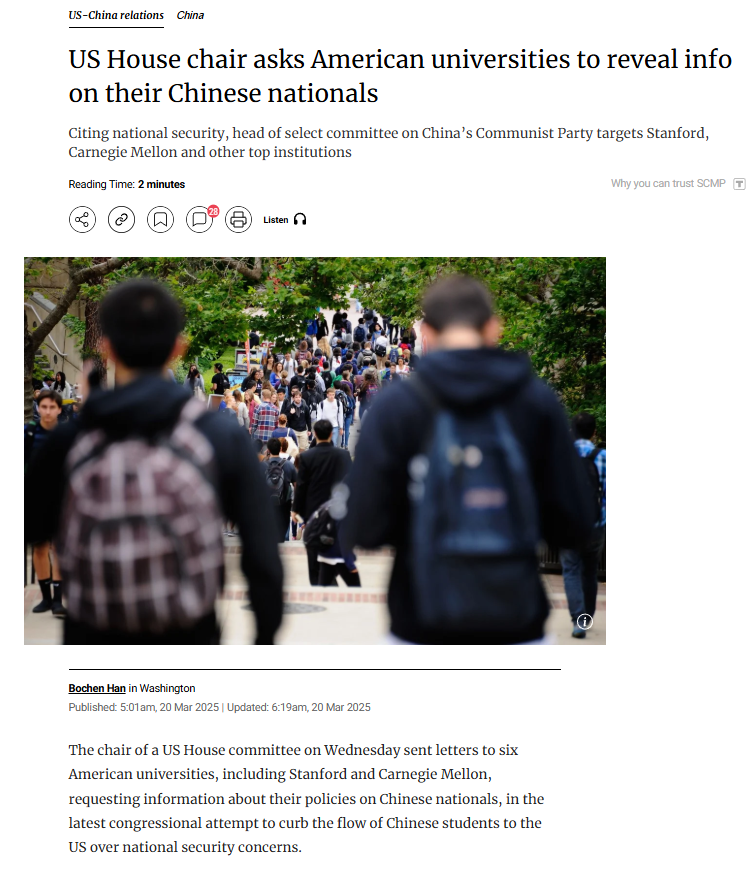 US-China relations China
US House chair asks American universities to reveal info
on their Chinese nationals
Citing national security, head of select committee on China’s Communist Party targets Stanford,
Carnegie Mellon and other top institutions
Reading Time: 2 minutes
Why you can trust SCMP
28
Listen
Bochen Han in Washington
Published: 5:01am, 20 Mar 2025 | Updated: 6:19am, 20 Mar 2025
The chair of a US House committee on Wednesday sent letters to six
American universities, including Stanford and Carnegie Mellon,
requesting information about their policies on Chinese nationals, in the
latest congressional attempt to curb the flow of Chinese students to the
US over national security concerns.